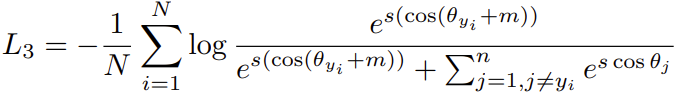 $L_3 = -\frac{1}{N} \sum_{i=1}^{N} \log \frac{e^{s(\cos(\theta_{y_i}+m))}}{e^{s(\cos(\theta_{y_i}+m))} + \sum_{j=1, j \neq y_i}^{n} e^{s \cos \theta_j}}$